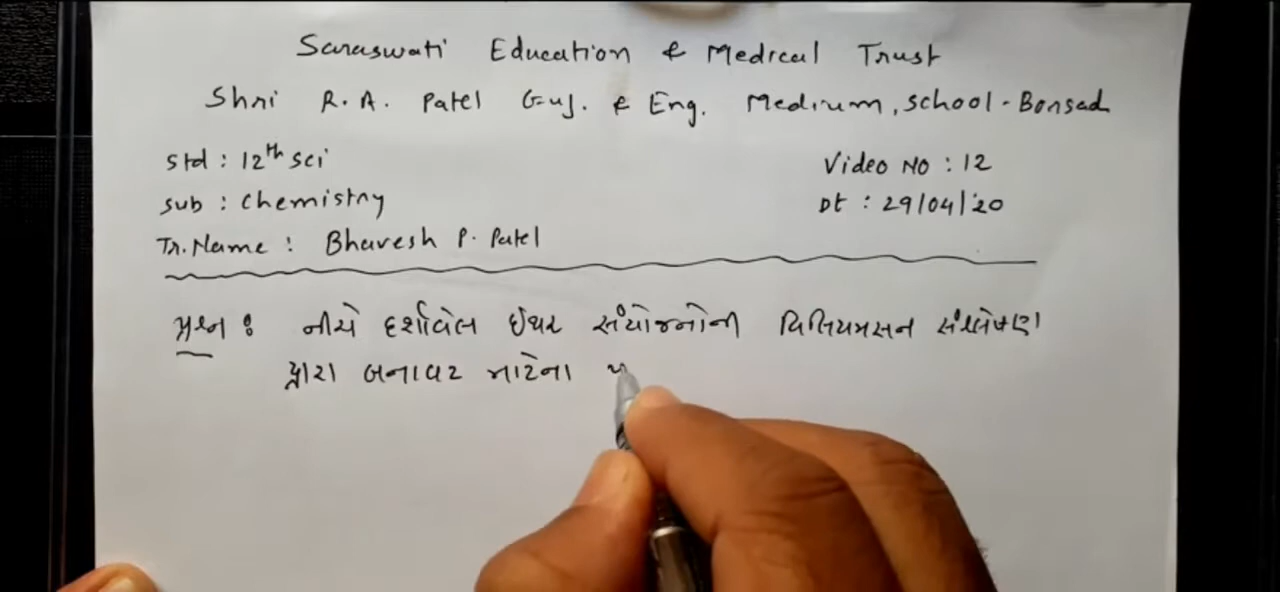 Saraswati Education & Medical Trust
Shri R.A. Patel Guj. & Eng. Medium, School - Bonsad
Std : 12th Sci
Video No : 12
Sub : Chemistry
Dt : 29/04/20
Tr. Name : Bhavesh P. Patel
પ્રશ્ન : નીચે દર્શાવેલ ઈથર સંયોજનોની વિલિયમસન સંશ્લેષણ
દ્વારા બનાવટ માટેના